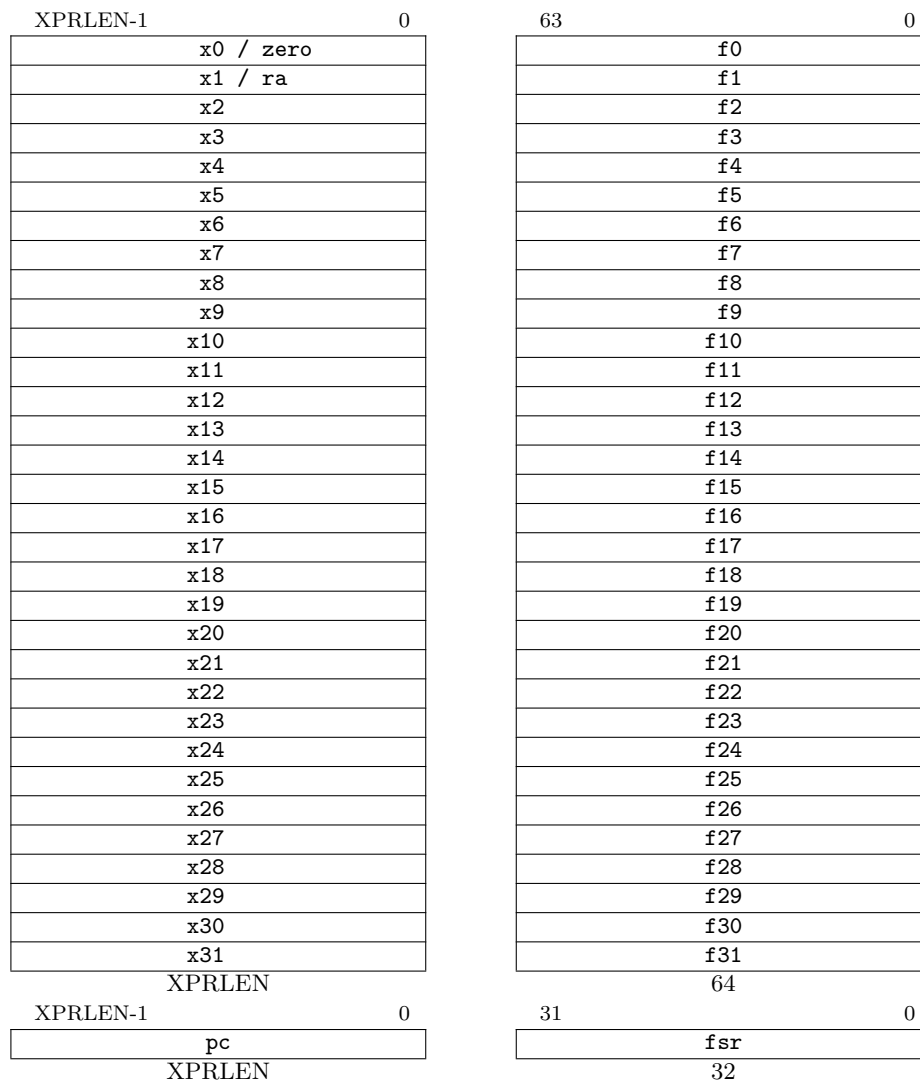 XPRLEN-1 0 63 0
x0 / zero f0
x1 / ra f1
x2 f2
x3 f3
x4 f4
x5 f5
x6 f6
x7 f7
x8 f8
x9 f9
x10 f10
x11 f11
x12 f12
x13 f13
x14 f14
x15 f15
x16 f16
x17 f17
x18 f18
x19 f19
x20 f20
x21 f21
x22 f22
x23 f23
x24 f24
x25 f25
x26 f26
x27 f27
x28 f28
x29 f29
x30 f30
x31 f31
XPRLEN 64
XPRLEN-1 0 31 0
pc fsr
XPRLEN 32